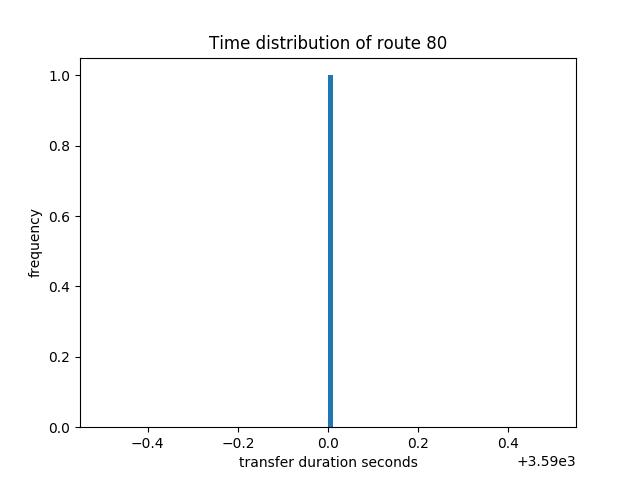 Time distribution of route 80
1.0
0.8
0.6
0.4
0.2
0.0
frequency
−0.4 −0.2 0.0 0.2 0.4
transfer duration seconds
+3.59e3